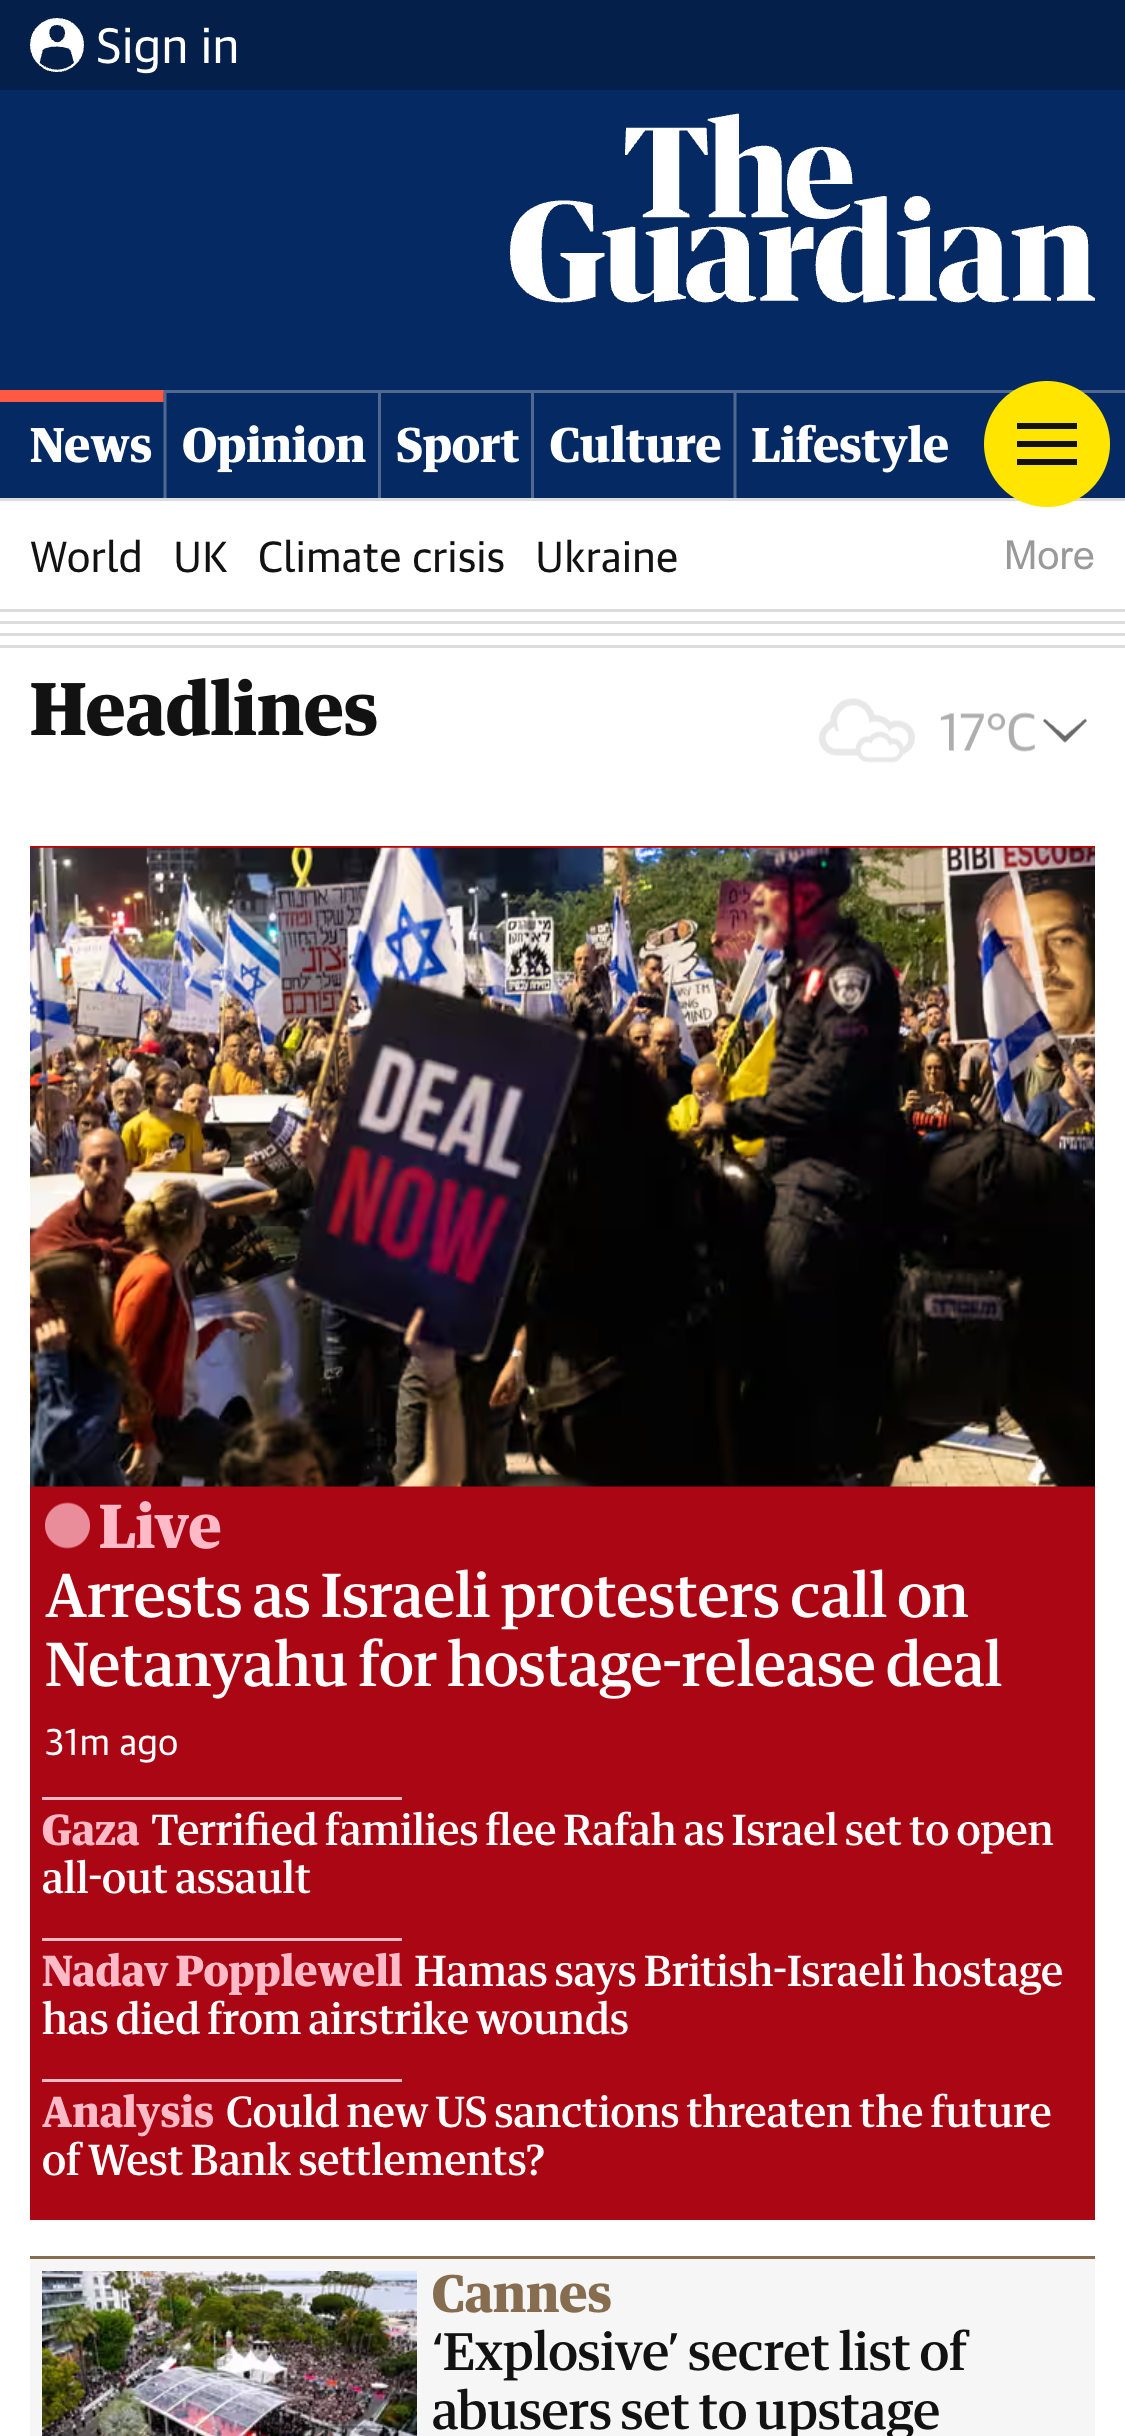 Sign in
The
Guardian
News Opinion Sport Culture Lifestyle
World UK Climate crisis Ukraine More
Headlines
17°C
BIBI ESCOBA
DEAL
NOW
Live
Arrests as Israeli protesters call on
Netanyahu for hostage-release deal
31m ago
Gaza Terrified families flee Rafah as Israel set to open
all-out assault
Nadav Popplewell Hamas says British-Israeli hostage
has died from airstrike wounds
Analysis Could new US sanctions threaten the future
of West Bank settlements?
Cannes
‘Explosive’ secret list of
abusers set to upstage